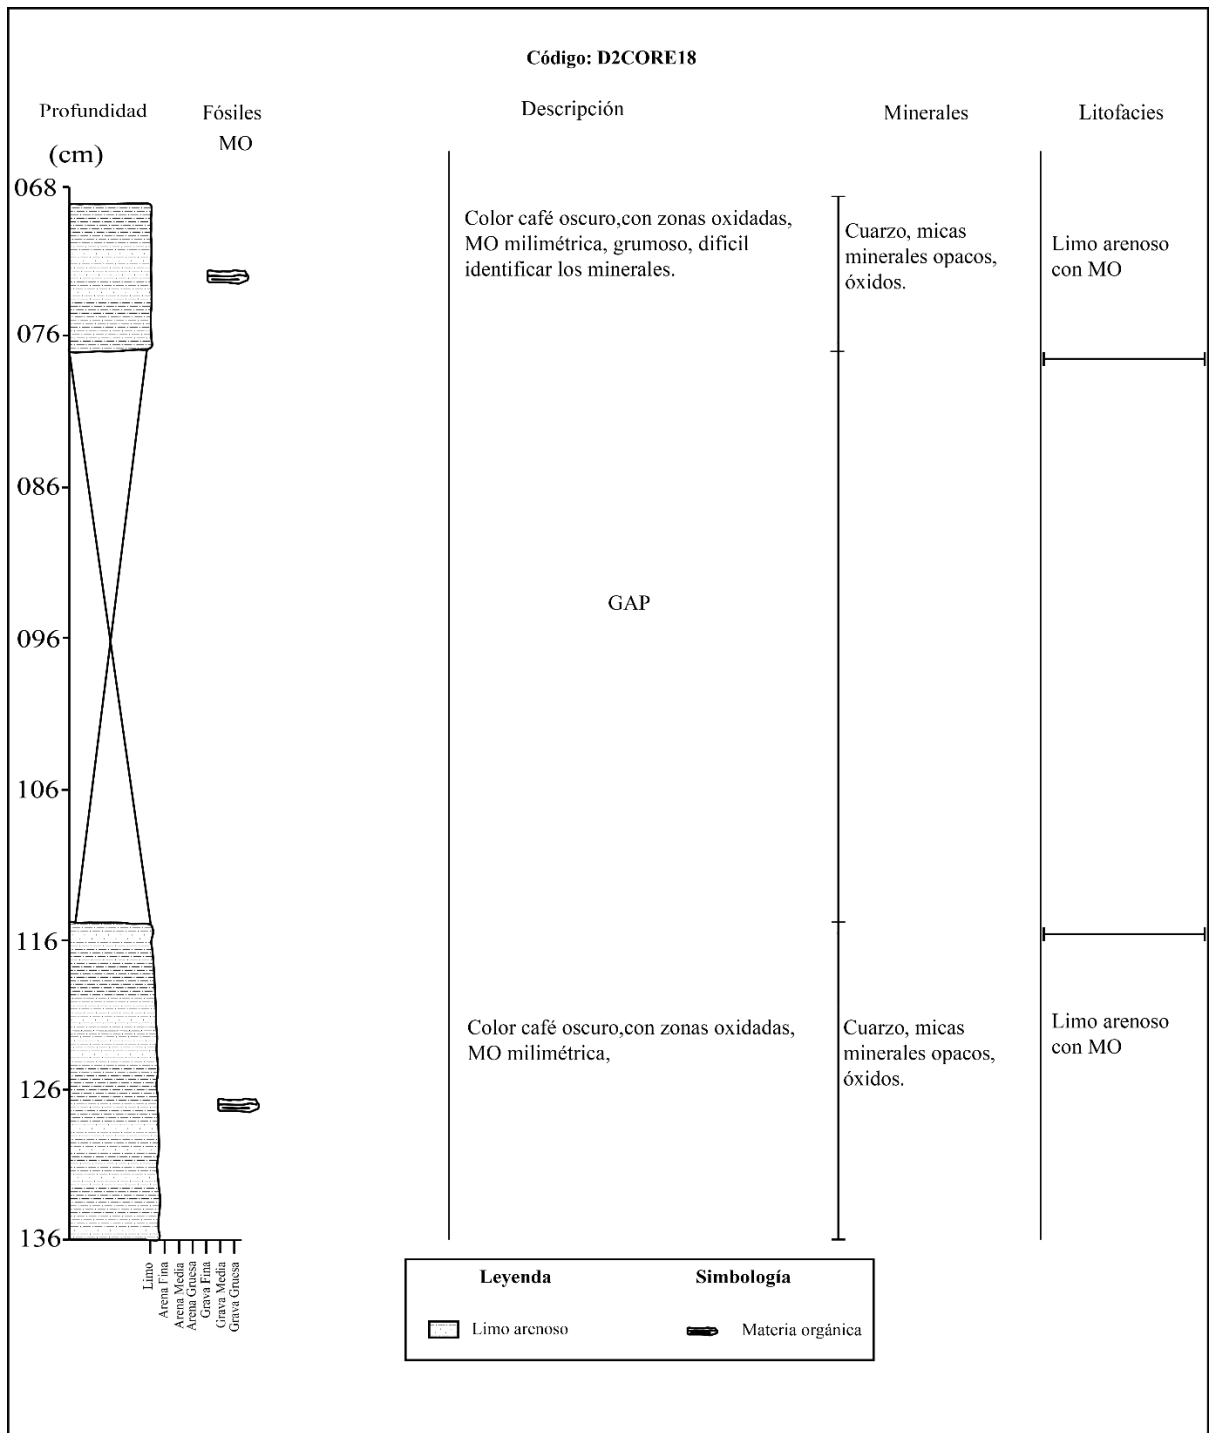 Código: D2CORE18
Profundidad
(cm)
Fósiles
MO
Descripción
Minerales
Litofacies
068
Color café oscuro,con zonas oxidadas,
MO milimétrica, grumoso, dificil
identificar los minerales.
Cuarzo, micas
minerales opacos,
óxidos.
Limo arenoso
con MO
076
086
GAP
096
106
116
Color café oscuro,con zonas oxidadas,
MO milimétrica,
Cuarzo, micas
minerales opacos,
óxidos.
Limo arenoso
con MO
126
136
Limo
Arena Fina
Arena Media
Arena Gruesa
Grava Fina
Grava Media
Grava Gruesa
Leyenda
Simbología
Limo arenoso
Materia orgánica